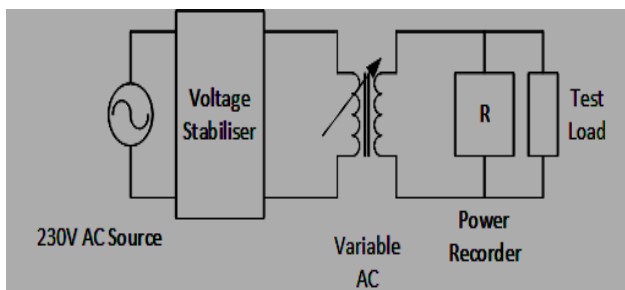 Voltage
Stabiliser
R
Test
Load
230V AC Source
Variable
AC
Power
Recorder